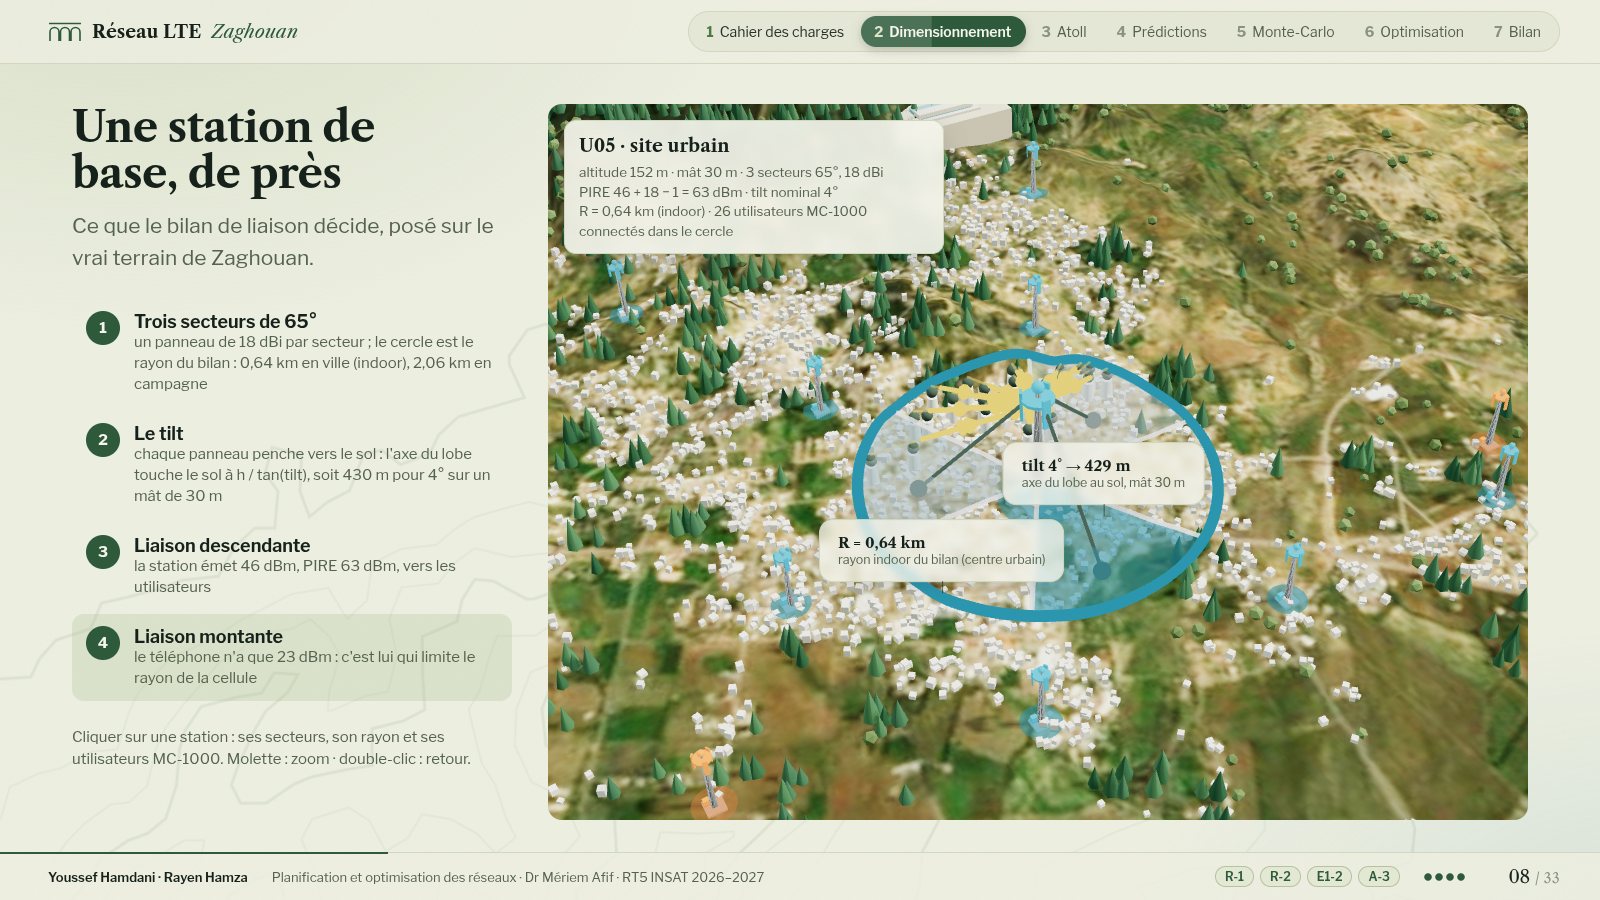 Réseau LTE Zaghouan
1 Cahier des charges
2 Dimensionnement
3 Atoll
4 Prédictions
5 Monte-Carlo
6 Optimisation
7 Bilan
Une station de
base, de près
Ce que le bilan de liaison décide, posé sur le
vrai terrain de Zaghouan.
1 Trois secteurs de 65°
un panneau de 18 dBi par secteur ; le cercle est le
rayon du bilan : 0,64 km en ville (indoor), 2,06 km en
campagne
2 Le tilt
chaque panneau penche vers le sol : l'axe du lobe
touche le sol à h / tan(tilt), soit 430 m pour 4° sur un
mât de 30 m
3 Liaison descendante
la station émet 46 dBm, PIRE 63 dBm, vers les
utilisateurs
4 Liaison montante
le téléphone n'a que 23 dBm : c'est lui qui limite le
rayon de la cellule
Cliquer sur une station : ses secteurs, son rayon et ses
utilisateurs MC-1000. Molette : zoom · double-clic : retour.
U05 · site urbain
altitude 152 m · mât 30 m · 3 secteurs 65°, 18 dBi
PIRE 46 + 18 − 1 = 63 dBm · tilt nominal 4°
R = 0,64 km (indoor) · 26 utilisateurs MC-1000
connectés dans le cercle
tilt 4° → 429 m
axe du lobe au sol, mât 30 m
R = 0,64 km
rayon indoor du bilan (centre urbain)
Youssef Hamdani · Rayen Hamza
Planification et optimisation des réseaux · Dr Mériem Afif · RT5 INSAT 2026–2027
R-1
R-2
E1-2
A-3
08 / 33